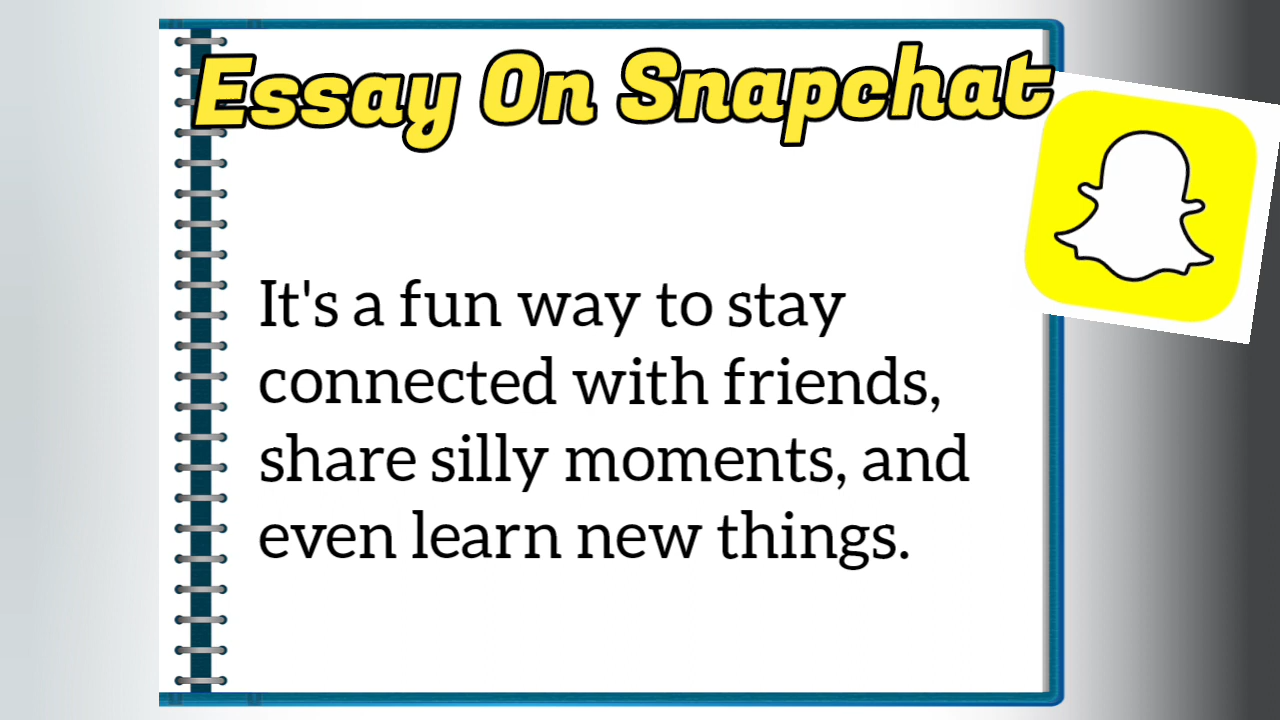 Essay On Snapchat
It's a fun way to stay
connected with friends,
share silly moments, and
even learn new things.